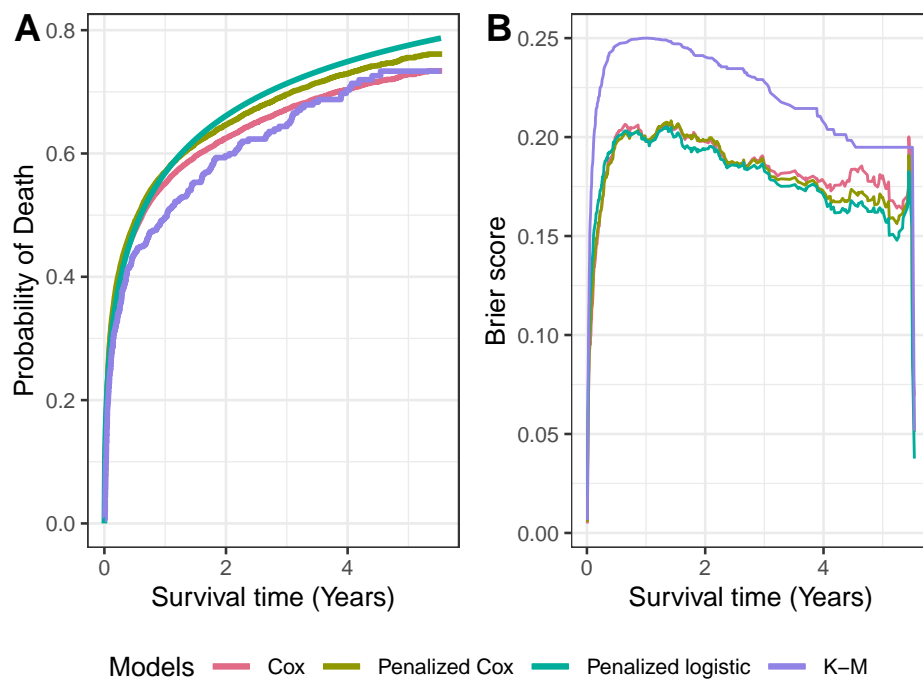 A
B
0.8
0.6
0.4
0.2
0.0
Probability of Death
0
2
4
Survival time (Years)
0.25
0.20
0.15
0.10
0.05
0.00
Brier score
0
2
4
Survival time (Years)
Models Cox Penalized Cox Penalized logistic K−M